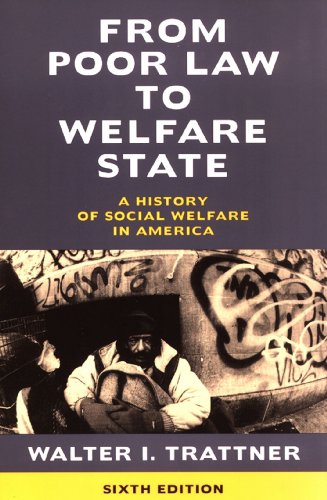 FROM
POOR LAW
TO
WELFARE
STATE
A HISTORY
OF SOCIAL WELFARE
IN AMERICA
WALTER I. TRATTNER
SIXTH EDITION